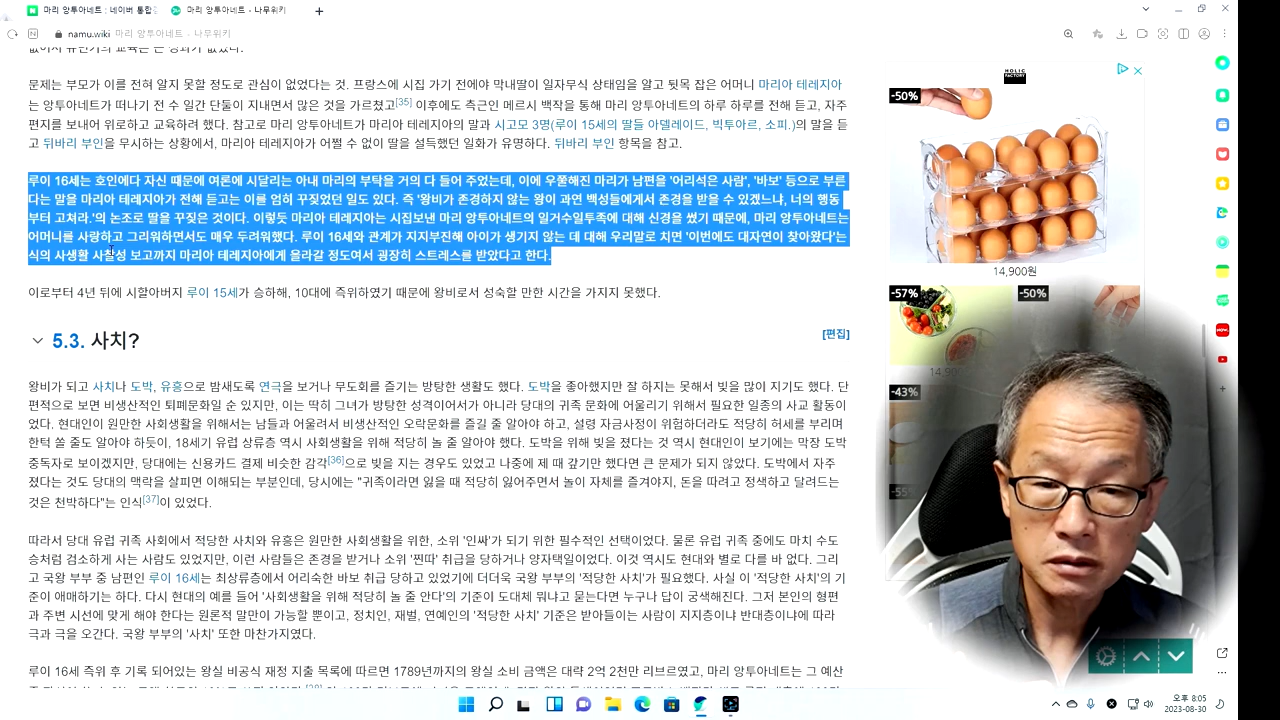 마리 앙투아네트 : 네이버 통합검
마리 앙투아네트 - 나무위키
namu.wiki 마리 앙투아네트 - 나무위키
문제는 부모가 이를 전혀 알지 못할 정도로 관심이 없었다는 것. 프랑스에 시집 가기 전에야 막내딸이 일자무식 상태임을 알고 뒷목 잡은 어머니 마리아 테레지아
는 앙투아네트가 떠나기 전 수 일간 단둘이 지내면서 많은 것을 가르쳤고[35] 이후에도 측근인 메르시 백작을 통해 마리 앙투아네트의 하루 하루를 전해 듣고, 자주
편지를 보내어 위로하고 교육하려 했다. 참고로 마리 앙투아네트가 마리아 테레지아의 말과 시고모 3명(루이 15세의 딸들 아델레이드, 빅투아르, 소피.)의 말을 듣
고 뒤바리 부인을 무시하는 상황에서, 마리아 테레지아가 어쩔 수 없이 딸을 설득했던 일화가 유명하다. 뒤바리 부인 항목을 참고.
루이 16세는 호인에다 자신 때문에 여론에 시달리는 아내 마리의 부탁을 거의 다 들어 주었는데, 이에 우쭐해진 마리가 남편을 '어리석은 사람', '바보' 등으로 부른
다는 말을 마리아 테레지아가 전해 듣고는 이를 엄히 꾸짖었던 일도 있다. 즉 '왕비가 존경하지 않는 왕이 과연 백성들에게서 존경을 받을 수 있겠느냐, 너의 행동
부터 고쳐라.'의 논조로 딸을 꾸짖은 것이다. 이렇듯 마리아 테레지아는 시집보낸 마리 앙투아네트의 일거수일투족에 대해 신경을 썼기 때문에, 마리 앙투아네트는
어머니를 사랑하고 그리워하면서도 매우 두려워했다. 루이 16세와 관계가 지지부진해 아이가 생기지 않는 데 대해 우리말로 치면 '이번에도 대자연이 찾아왔다'는
식의 사생활 사찰성 보고까지 마리아 테레지아에게 올라갈 정도여서 굉장히 스트레스를 받았다고 한다.
이로부터 4년 뒤에 시할아버지 루이 15세가 승하해, 10대에 즉위하였기 때문에 왕비로서 성숙할 만한 시간을 가지지 못했다.
5.3. 사치?
[편집]
왕비가 되고 사치나 도박, 유흥으로 밤새도록 연극을 보거나 무도회를 즐기는 방탕한 생활도 했다. 도박을 좋아했지만 잘 하지는 못해서 빚을 많이 지기도 했다. 단
편적으로 보면 비생산적인 퇴폐문화일 순 있지만, 이는 딱히 그녀가 방탕한 성격이어서가 아니라 당대의 귀족 문화에 어울리기 위해서 필요한 일종의 사교 활동이
었다. 현대인이 원만한 사회생활을 위해서는 남들과 어울려서 비생산적인 오락문화를 즐길 줄 알아야 하고, 설령 자금사정이 위험하더라도 적당히 허세를 부리며
한턱 쏠 줄도 알아야 하듯이, 18세기 유럽 상류층 역시 사회생활을 위해 적당히 놀 줄 알아야 했다. 도박을 위해 빚을 졌다는 것 역시 현대인이 보기에는 막장 도박
중독자로 보이겠지만, 당대에는 신용카드 결제 비슷한 감각[36]으로 빚을 지는 경우도 있었고 나중에 제 때 갚기만 했다면 큰 문제가 되지 않았다. 도박에서 자주
졌다는 것도 당대의 맥락을 살피면 이해되는 부분인데, 당시에는 "귀족이라면 잃을 때 적당히 잃어주면서 놀이 자체를 즐겨야지, 돈을 따려고 정색하고 달려드는
것은 천박하다"는 인식[37]이 있었다.
따라서 당대 유럽 귀족 사회에서 적당한 사치와 유흥은 원만한 사회생활을 위한, 소위 '인싸'가 되기 위한 필수적인 선택이었다. 물론 유럽 귀족 중에도 마치 수도
승처럼 검소하게 사는 사람도 있었지만, 이런 사람들은 존경을 받거나 소위 '찐따' 취급을 당하거나 양자택일이었다. 이것 역시도 현대와 별로 다를 바 없다. 그리
고 국왕 부부 중 남편인 루이 16세는 최상류층에서 어리숙한 바보 취급 당하고 있었기에 더더욱 국왕 부부의 '적당한 사치'가 필요했다. 사실 이 '적당한 사치'의 기
준이 애매하기는 하다. 다시 현대의 예를 들어 '사회생활을 위해 적당히 놀 줄 안다'의 기준이 도대체 뭐냐고 묻는다면 누구나 답이 궁색해진다. 그저 본인의 형편
과 주변 시선에 맞게 해야 한다는 원론적 말만이 가능할 뿐이고, 정치인, 재벌, 연예인의 '적당한 사치' 기준은 받아들이는 사람이 지지층이냐 반대층이냐에 따라
극과 극을 오간다. 국왕 부부의 '사치' 또한 마찬가지였다.
루이 16세 즉위 후 기록 되어있는 왕실 비공식 재정 지출 목록에 따르면 1789년까지의 왕실 소비 금액은 대략 2억 2천만 리브르였고, 마리 앙투아네트는 그 예산
HOLIC
FACTORY
-50%
14,900원
-57%
-50%
14,900
-43%
-55
오후 8:05
2023-08-30